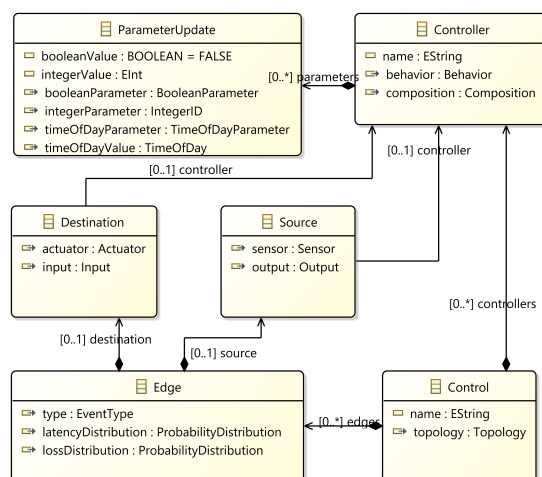 ParameterUpdate
booleanValue : BOOLEAN = FALSE
integerValue : EInt
booleanParameter : BooleanParameter
integerParameter : IntegerID
timeOfDayParameter : TimeOfDayParameter
timeOfDayValue : TimeOfDay
[0..*] parameters
Controller
name : EString
behavior : Behavior
composition : Composition
[0..1] controller
[0..1] controller
Destination
actuator : Actuator
input : Input
Source
sensor : Sensor
output : Output
[0..*] controllers
[0..1] destination
[0..1] source
Edge
type : EventType
latencyDistribution : ProbabilityDistribution
lossDistribution : ProbabilityDistribution
[0..*] edges
Control
name : EString
topology : Topology